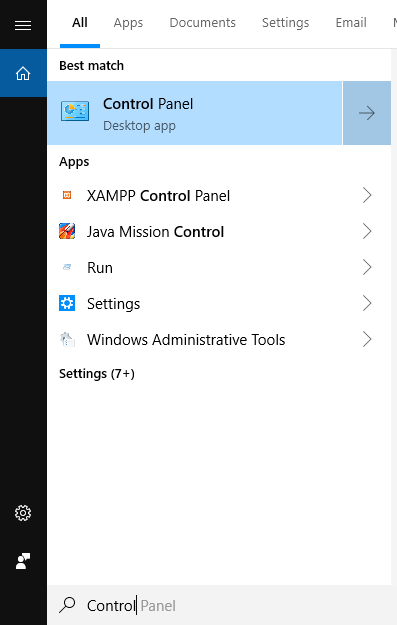 All Apps Documents Settings Email
Best match
Control Panel
Desktop app
Apps
XAMPP Control Panel
Java Mission Control
Run
Settings
Windows Administrative Tools
Settings (7+)
Control Panel